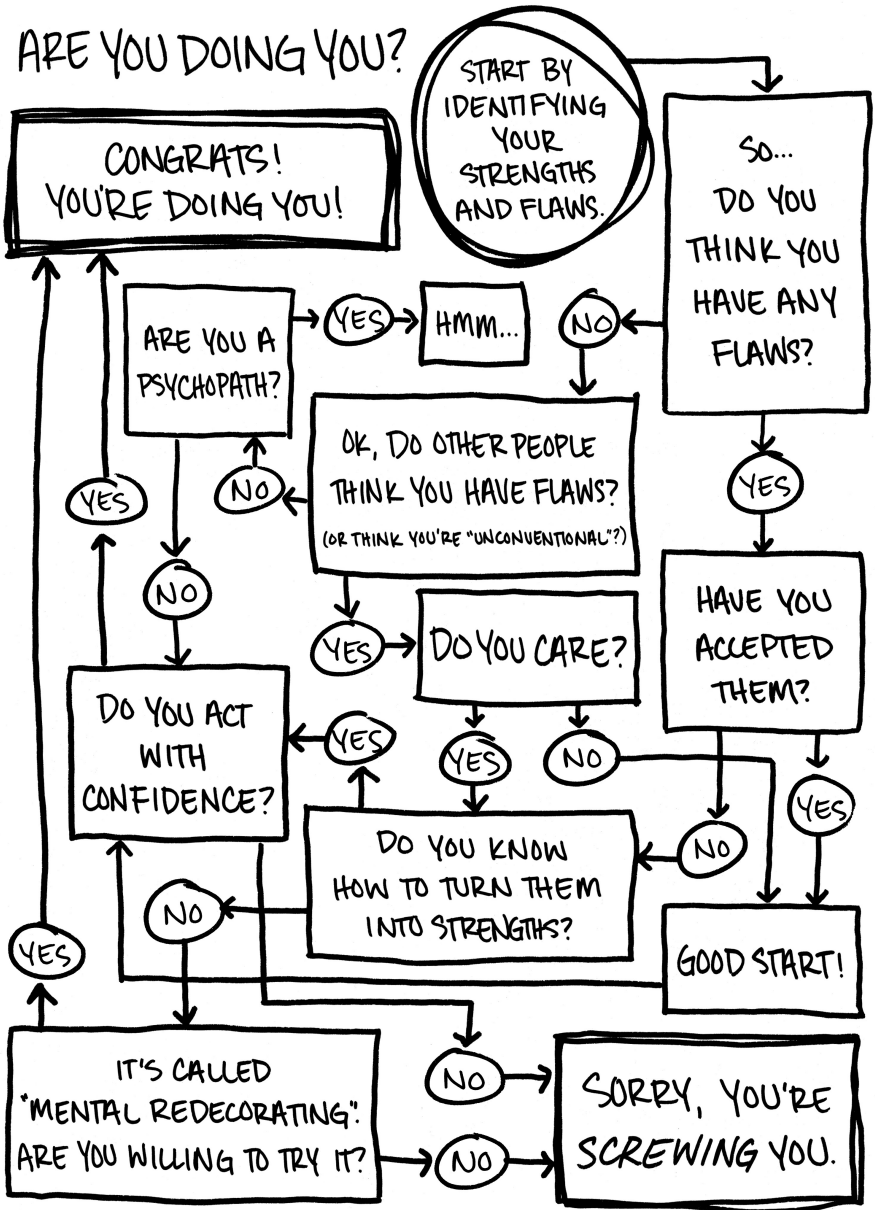 ARE YOU DOING YOU?
START BY
IDENTIFYING
YOUR
STRENGTHS
AND FLAWS.
CONGRATS!
YOU'RE DOING YOU!
SO...
DO YOU
THINK YOU
HAVE ANY
FLAWS?
ARE YOU A
PSYCHOPATH?
YES
HMM...
NO
OK, DO OTHER PEOPLE
THINK YOU HAVE FLAWS?
(OR THINK YOU'RE "UNCONVENTIONAL"?)
YES
NO
YES
NO
YES
DO YOU CARE?
HAVE YOU
ACCEPTED
THEM?
DO YOU ACT
WITH
CONFIDENCE?
YES
YES
NO
YES
NO
DO YOU KNOW
HOW TO TURN THEM
INTO STRENGTHS?
NO
YES
GOOD START!
IT'S CALLED
"MENTAL REDECORATING".
ARE YOU WILLING TO TRY IT?
NO
NO
SORRY, YOU'RE
SCREWING YOU.